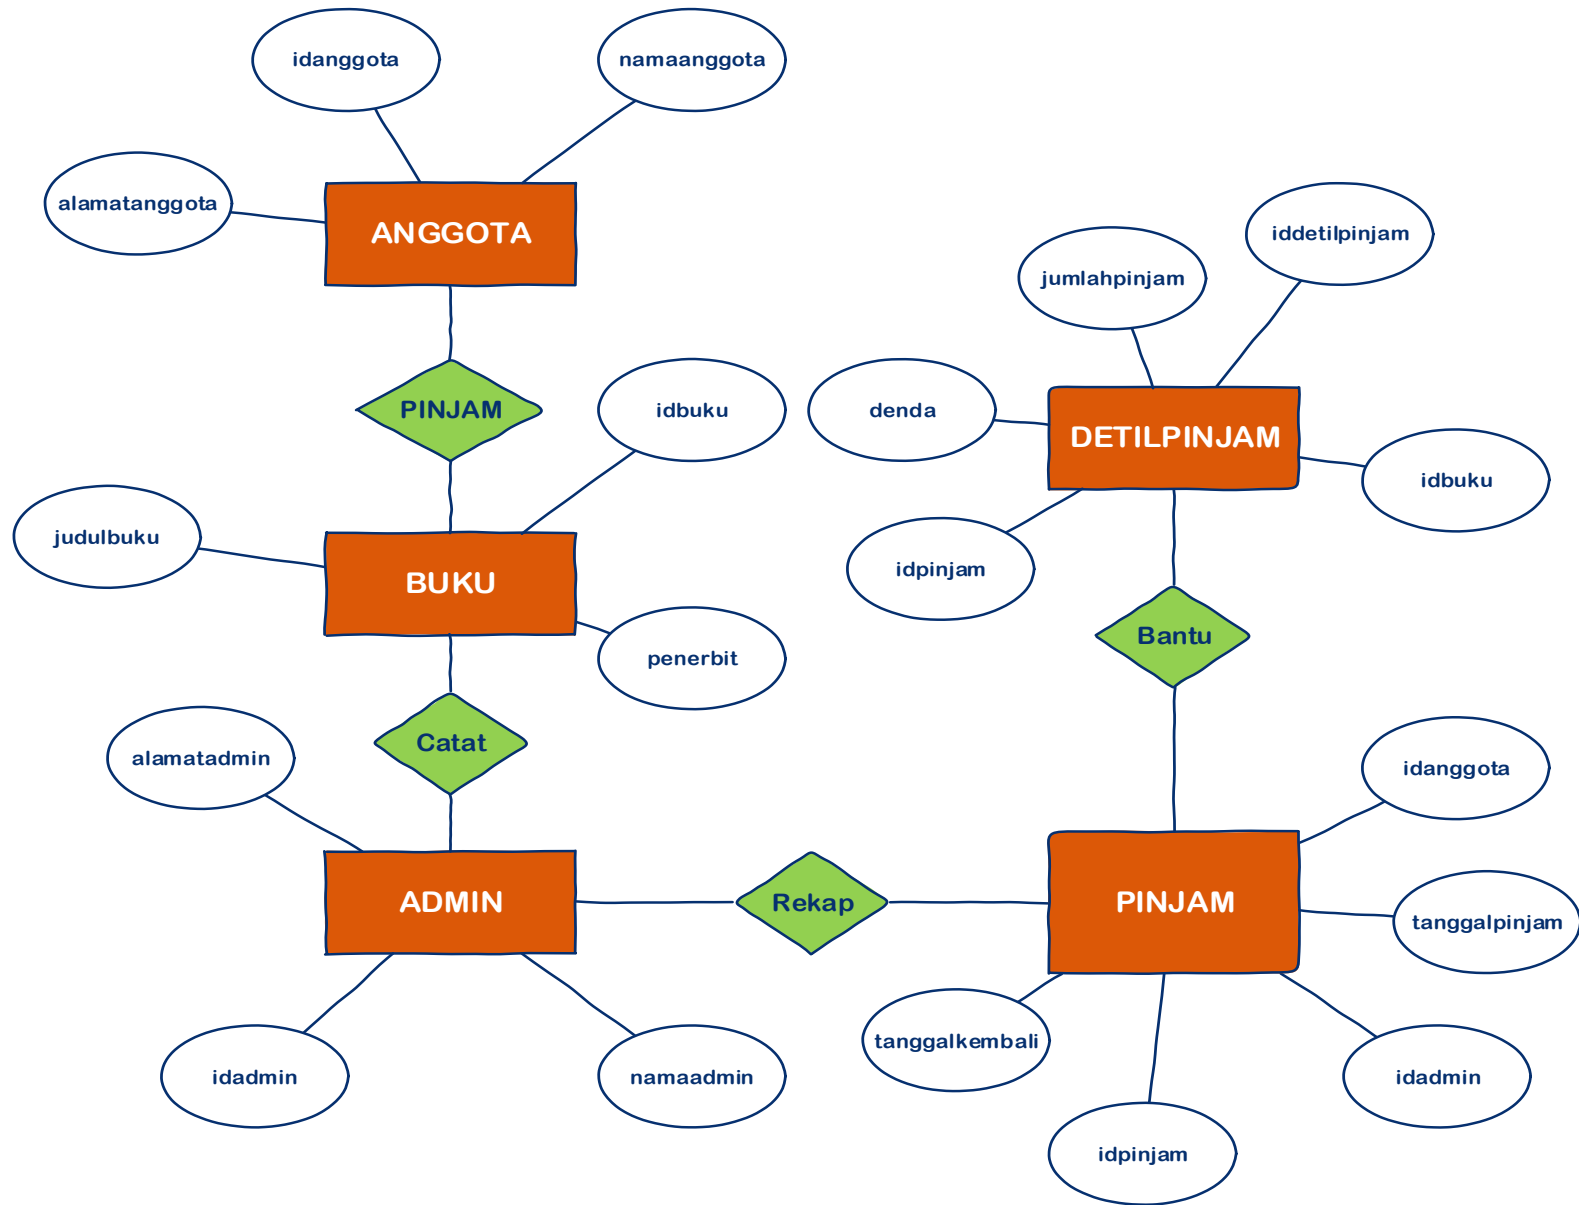 idanggota
namaanggota
alamatanggota
ANGGOTA
iddetilpinjam
jumlahpinjam
PINJAM
idbuku
denda
DETILPINJAM
idbuku
judulbuku
BUKU
idpinjam
penerbit
Bantu
Catat
alamatadmin
idanggota
ADMIN
Rekap
PINJAM
tanggalpinjam
tanggalkembali
idadmin
namaadmin
idadmin
idpinjam